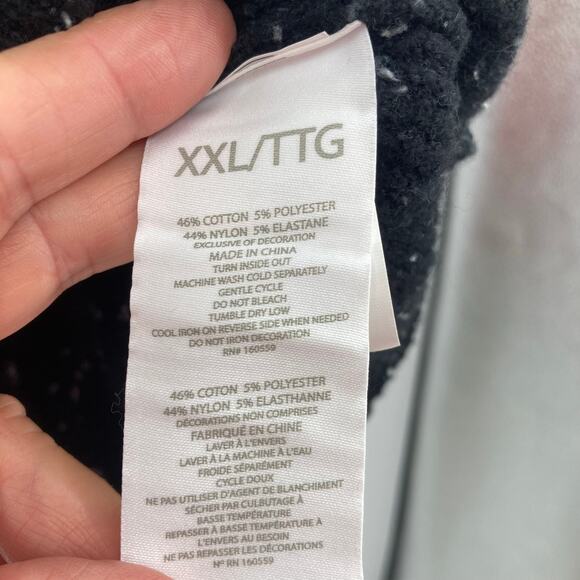 XXL/TTG
46% COTTON 5% POLYESTER
44% NYLON 5% ELASTANE
EXCLUSIVE OF DECORATION
MADE IN CHINA
TURN INSIDE OUT
MACHINE WASH COLD SEPARATELY
GENTLE CYCLE
DO NOT BLEACH
TUMBLE DRY LOW
COOL IRON ON REVERSE SIDE WHEN NEEDED
DO NOT IRON DECORATION
RN# 160559
46% COTTON 5% POLYESTER
44% NYLON 5% ELASTHANNE
DÉCORATIONS NON COMPRISES
FABRIQUÉ EN CHINE
LAVER À L'ENVERS
LAVER À LA MACHINE À L'EAU
FROIDE SÉPARÉMENT
CYCLE DOUX
NE PAS UTILISER D'AGENT DE BLANCHIMENT
SÉCHER PAR CULBUTAGE À
BASSE TEMPÉRATURE
REPASSER À BASSE TEMPÉRATURE À
L'ENVERS AU BESOIN
NE PAS REPASSER LES DÉCORATIONS
N° RN 160559